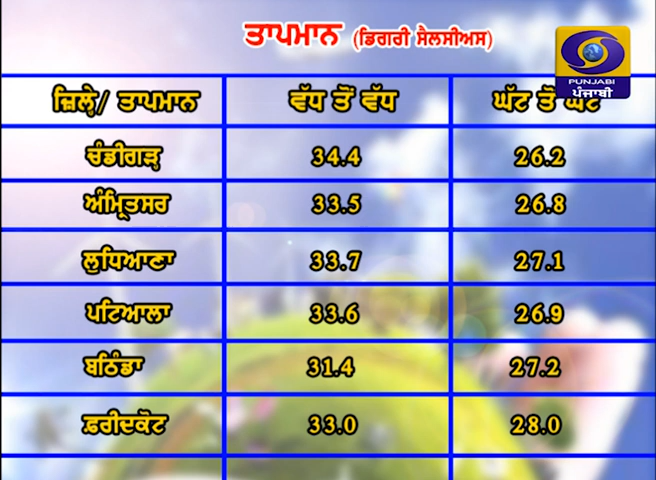 ਤਾਪਮਾਨ (ਡਿਗਰੀ ਸੈਲਸੀਅਸ)
PUNJABI
ਪੰਜਾਬੀ
ਜ਼ਿਲ੍ਹੇ/ ਤਾਪਮਾਨ ਵੱਧ ਤੋਂ ਵੱਧ ਘੱਟ ਤੋਂ ਘੱਟ
ਚੰਡੀਗੜ੍ਹ 34.4 26.2
ਅੰਮ੍ਰਿਤਸਰ 33.5 26.8
ਲੁਧਿਆਣਾ 33.7 27.1
ਪਟਿਆਲਾ 33.6 26.9
ਬਠਿੰਡਾ 31.4 27.2
ਫ਼ਰੀਦਕੋਟ 33.0 28.0